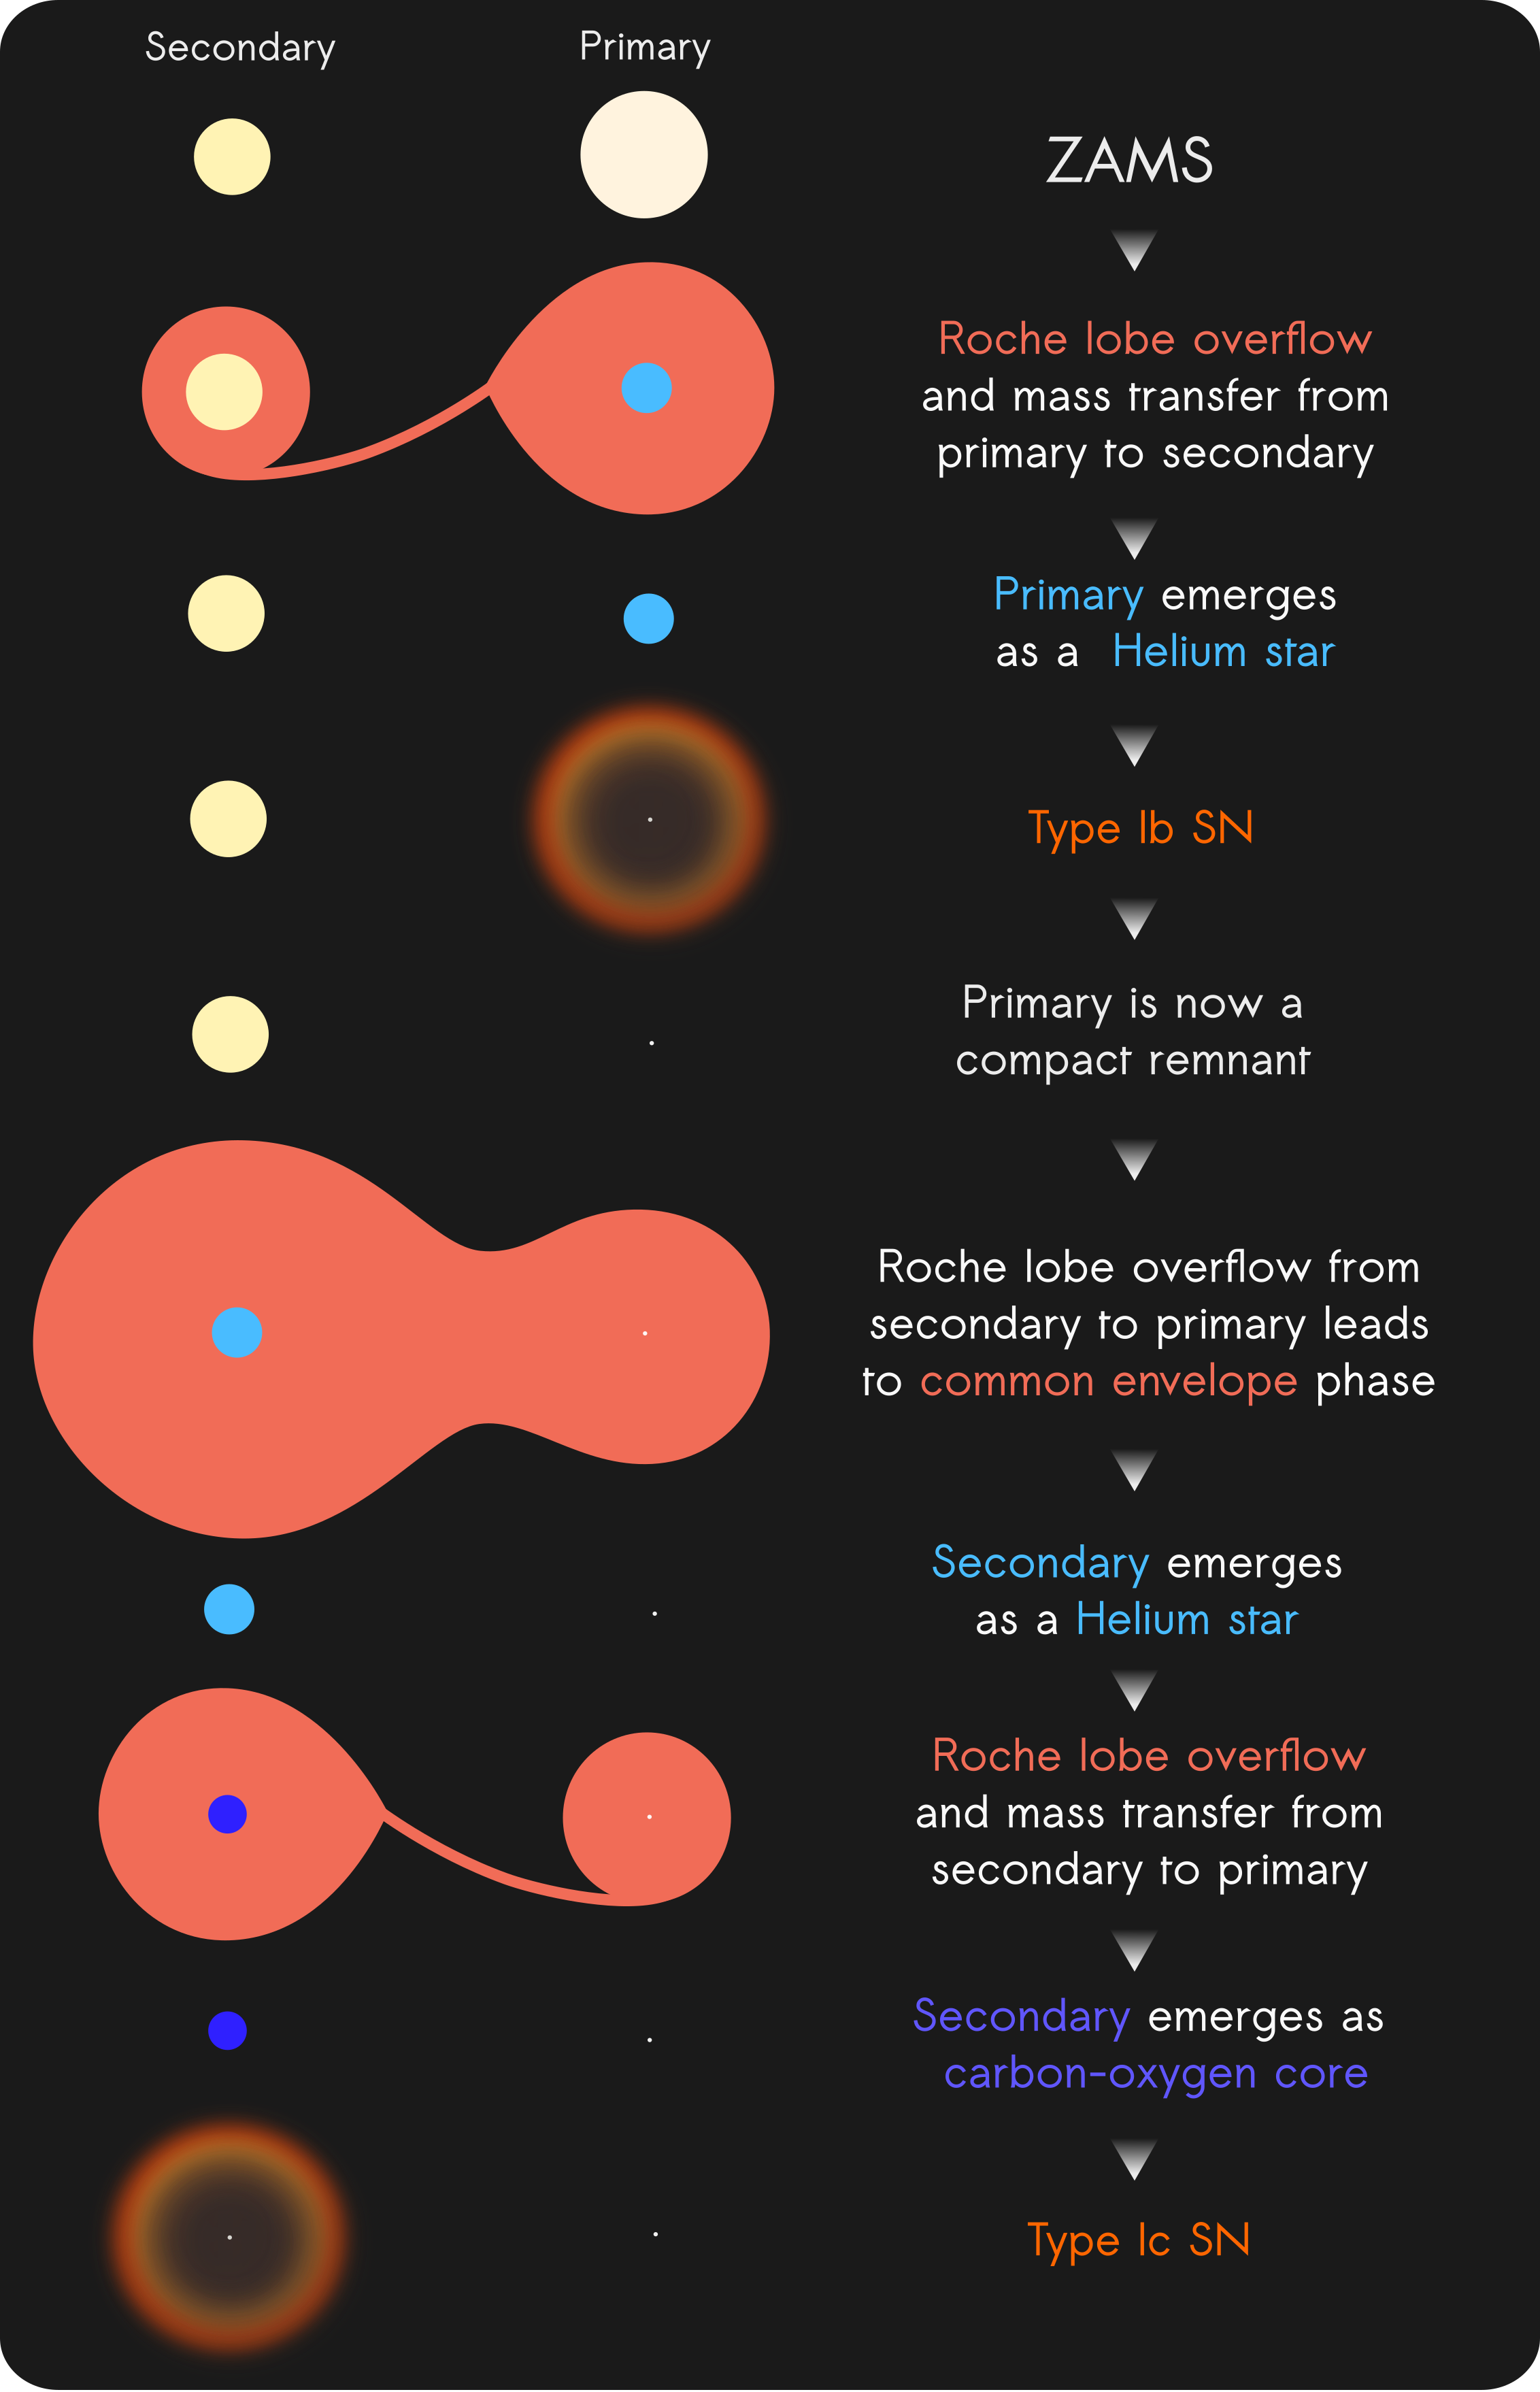 Secondary
Primary
ZAMS
Roche lobe overflow
and mass transfer from
primary to secondary
Primary emerges
as a Helium star
Type Ib SN
Primary is now a
compact remnant
Roche lobe overflow from
secondary to primary leads
to common envelope phase
Secondary emerges
as a Helium star
Roche lobe overflow
and mass transfer from
secondary to primary
Secondary emerges as
carbon-oxygen core
Type Ic SN